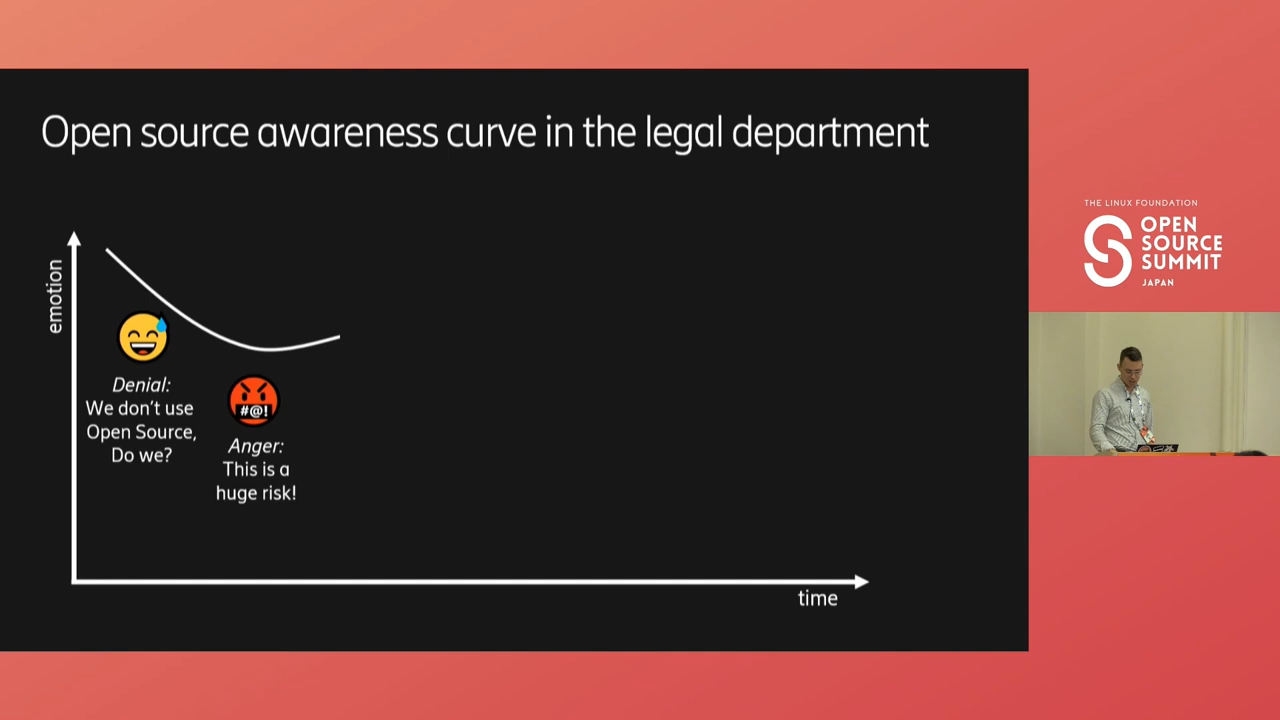 Open source awareness curve in the legal department
emotion
Denial:
We don't use
Open Source,
Do we?
#@!
Anger:
This is a
huge risk!
time
THE LINUX FOUNDATION
OPEN
SOURCE
SUMMIT
JAPAN